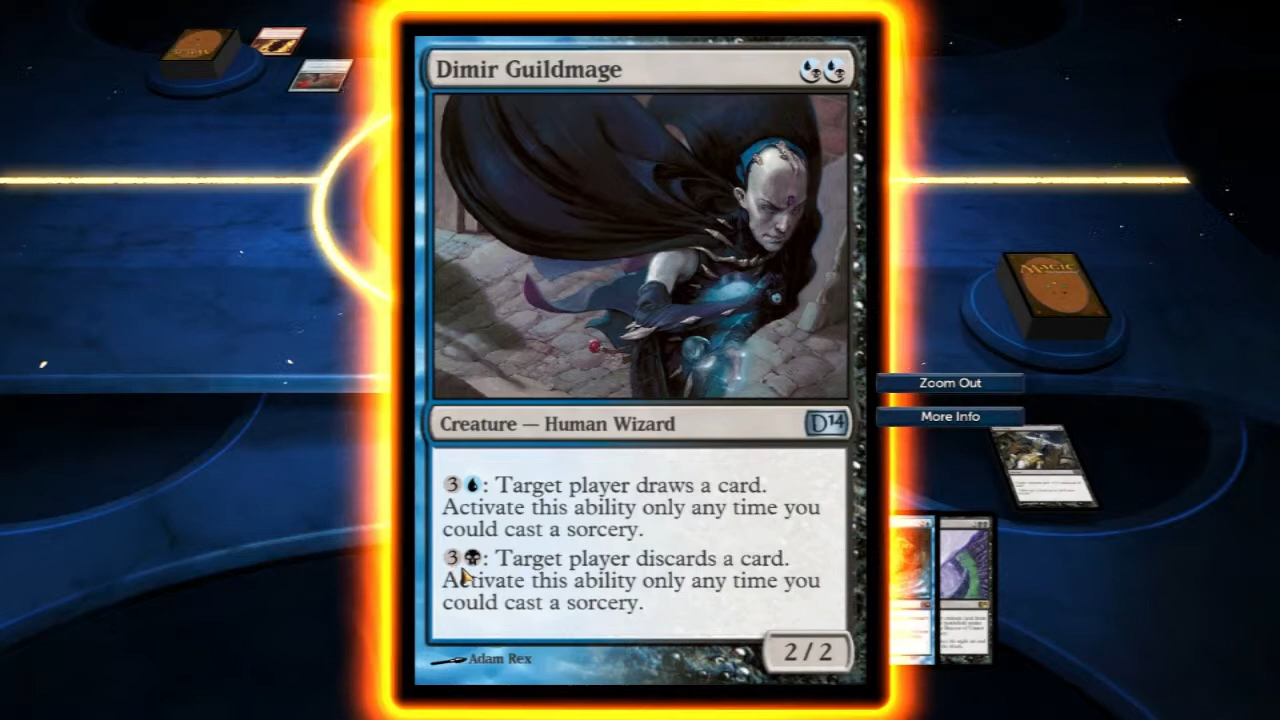 Dimir Guildmage
MAGIC
Zoom Out
More Info
Creature — Human Wizard
D14
3: Target player draws a card.
Activate this ability only any time you
could cast a sorcery.
3: Target player discards a card.
Activate this ability only any time you
could cast a sorcery.
2/2
Adam Rex